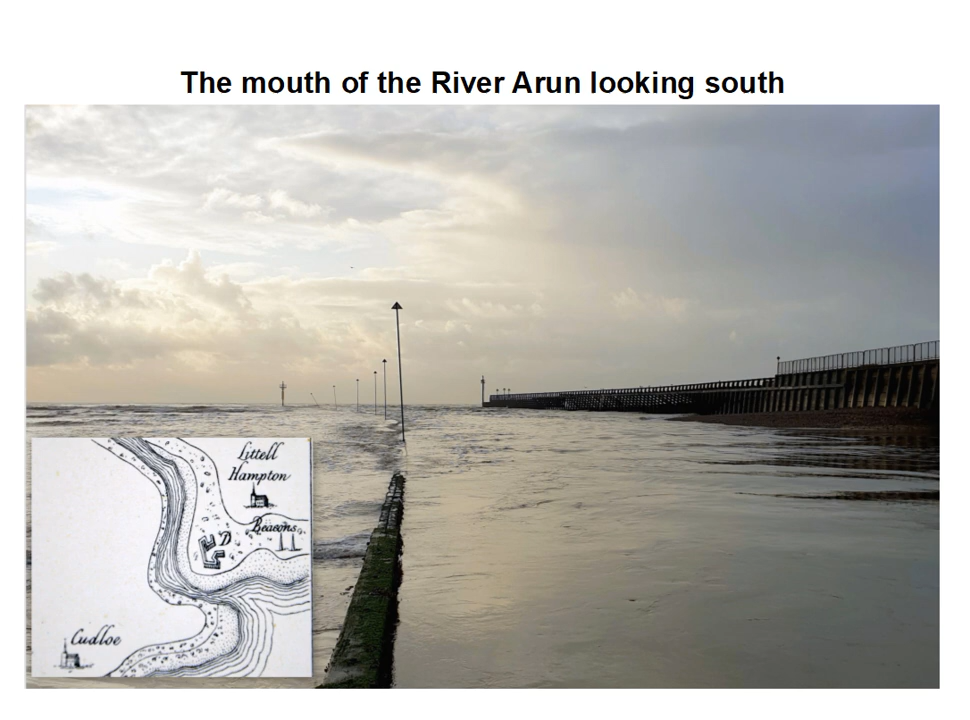 The mouth of the River Arun looking south
Littell
Hampton
Beacons
D
Cudloe